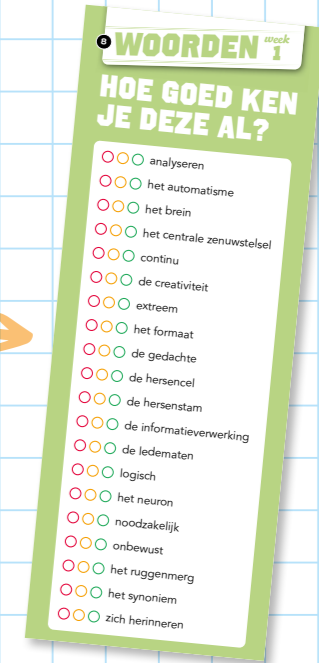 8 WOORDEN week 1
HOE GOED KEN
JE DEZE AL?
analyseren
het automatisme
het brein
het centrale zenuwstelsel
continu
de creativiteit
extreem
het formaat
de gedachte
de hersencel
de hersenstam
de informatieverwerking
de ledematen
logisch
het neuron
noodzakelijk
onbewust
het ruggenmerg
het synoniem
zich herinneren